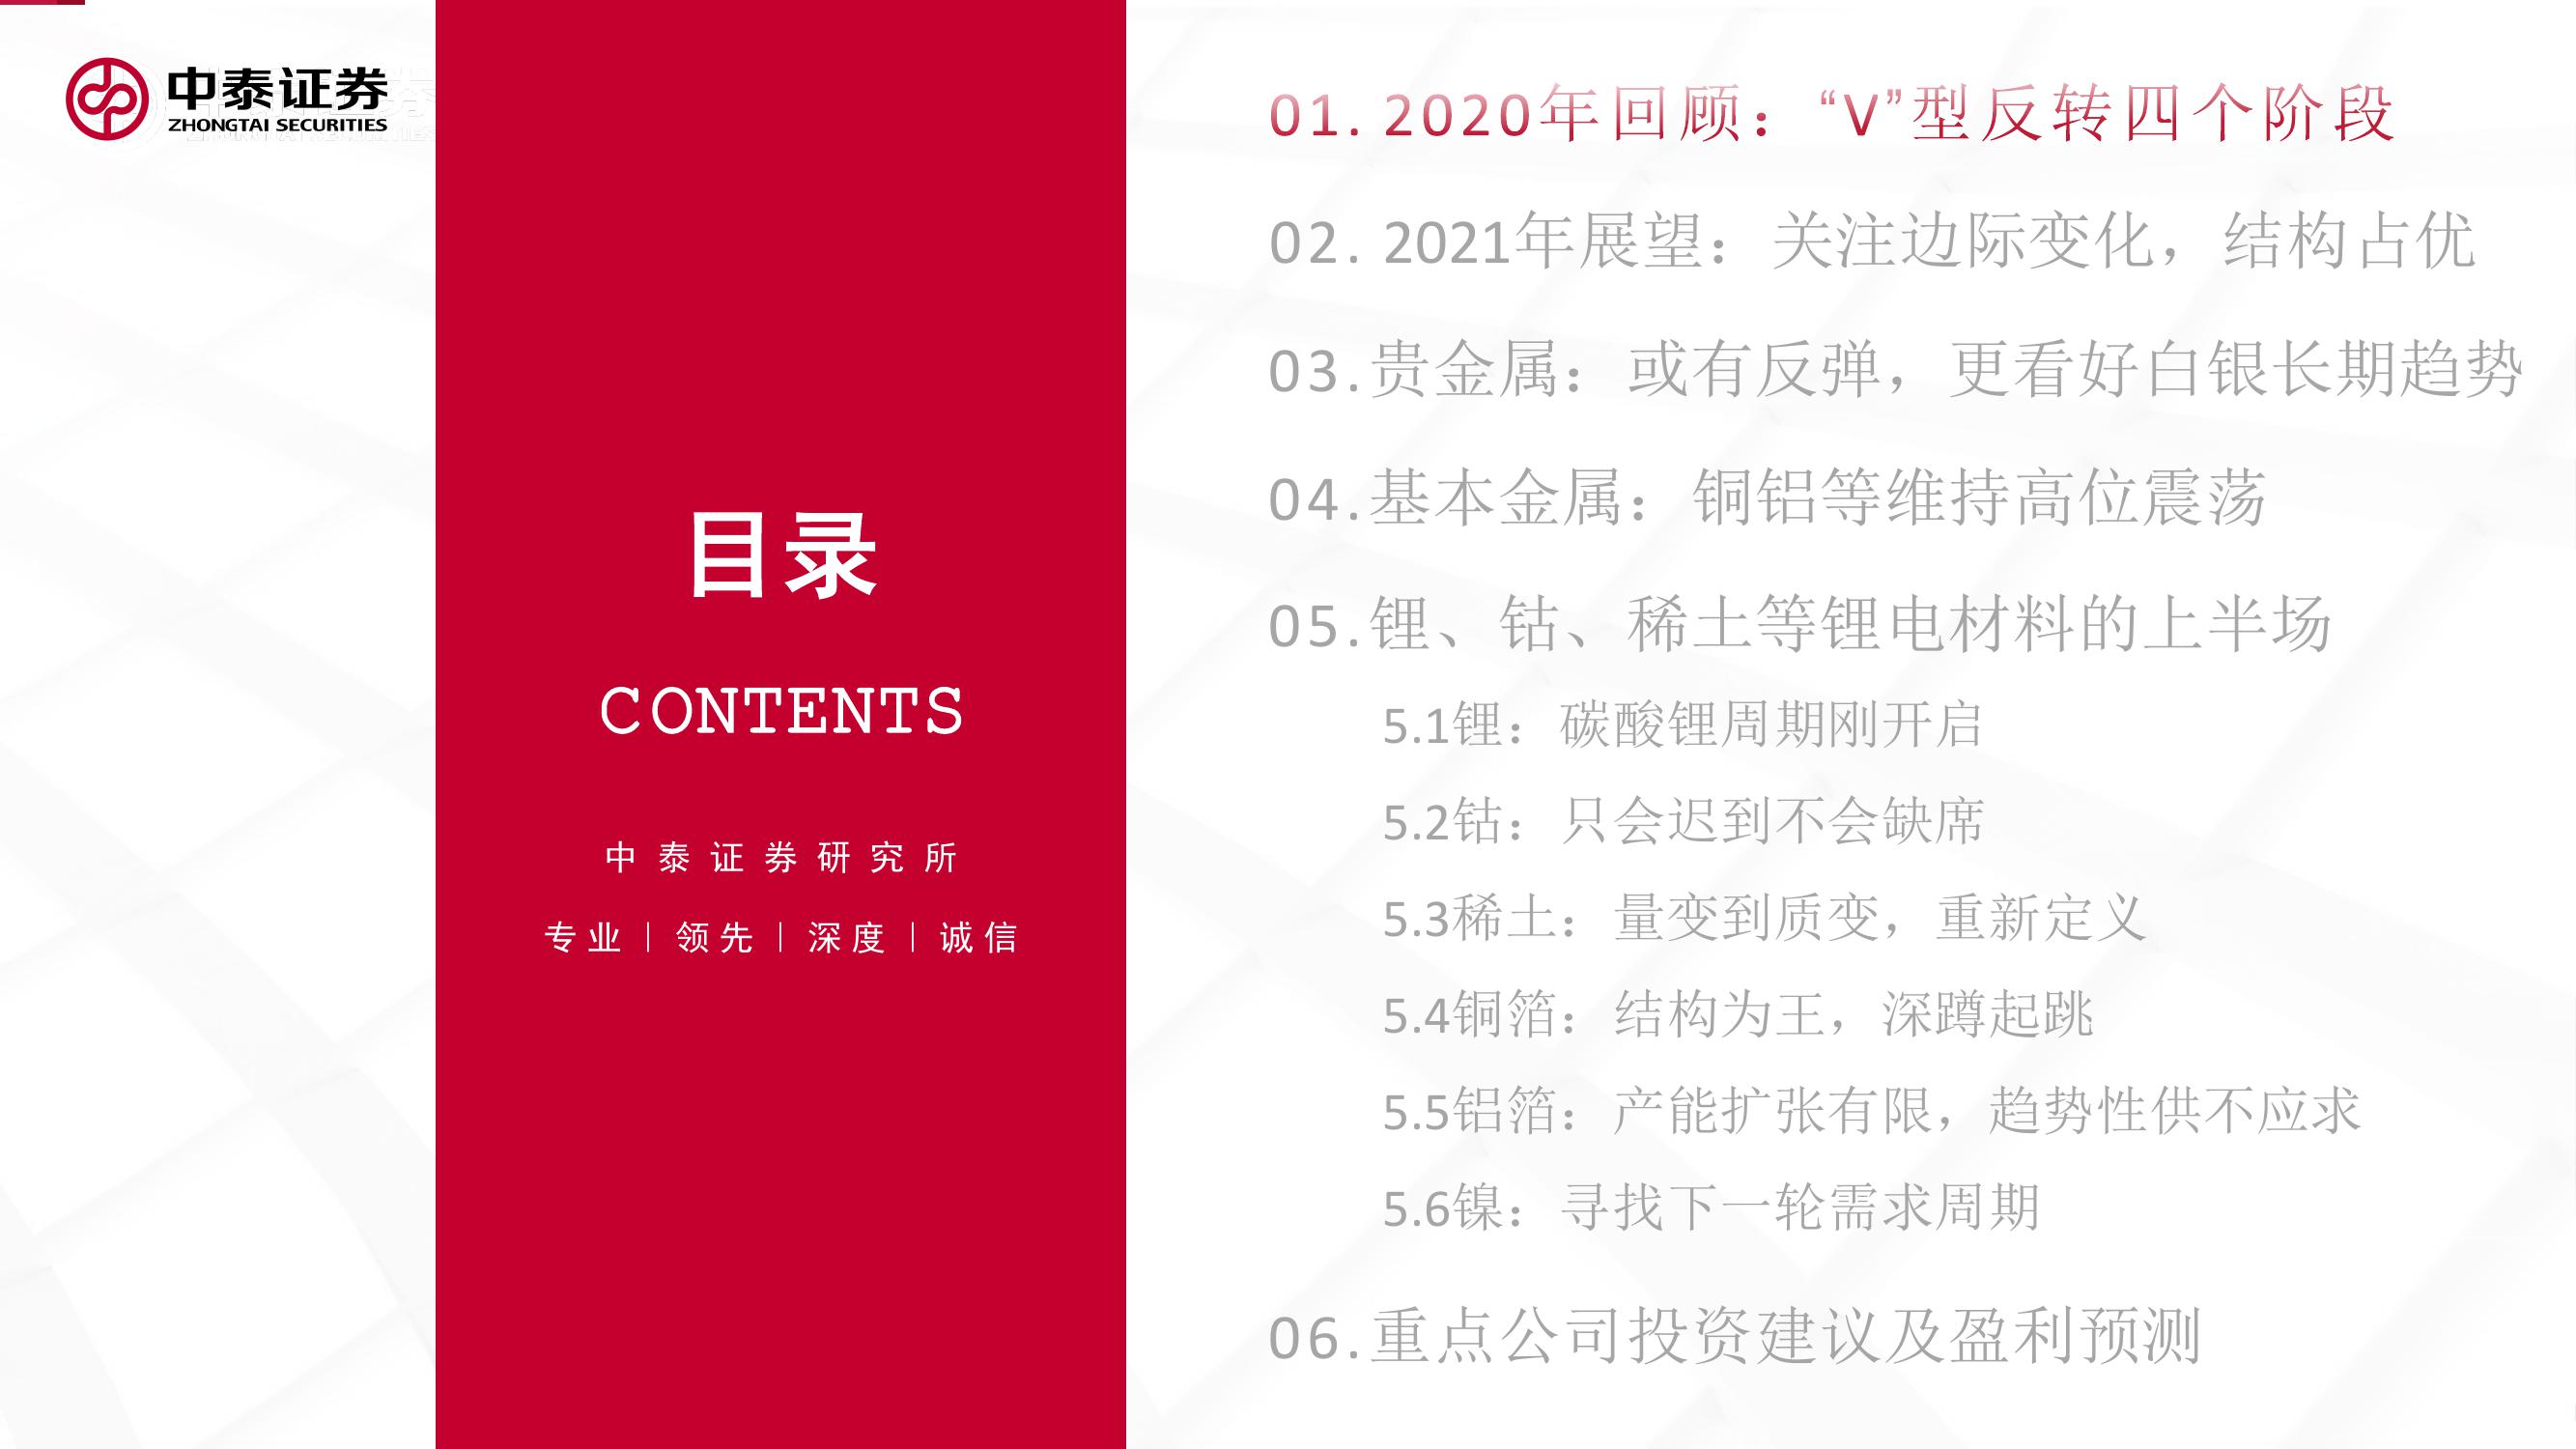 中泰证券
ZHONGTAI SECURITIES
目录
CONTENTS
中泰证券研究所
专业｜领先｜深度｜诚信
01. 2020年回顾：“V”型反转四个阶段
02. 2021年展望：关注边际变化，结构占优
03.贵金属：或有反弹，更看好白银长期趋势
04.基本金属：铜铝等维持高位震荡
05.锂、钴、稀土等锂电材料的上半场
5.1锂：碳酸锂周期刚开启
5.2钴：只会迟到不会缺席
5.3稀土：量变到质变，重新定义
5.4铜箔：结构为王，深蹲起跳
5.5铝箔：产能扩张有限，趋势性供不应求
5.6镍：寻找下一轮需求周期
06.重点公司投资建议及盈利预测